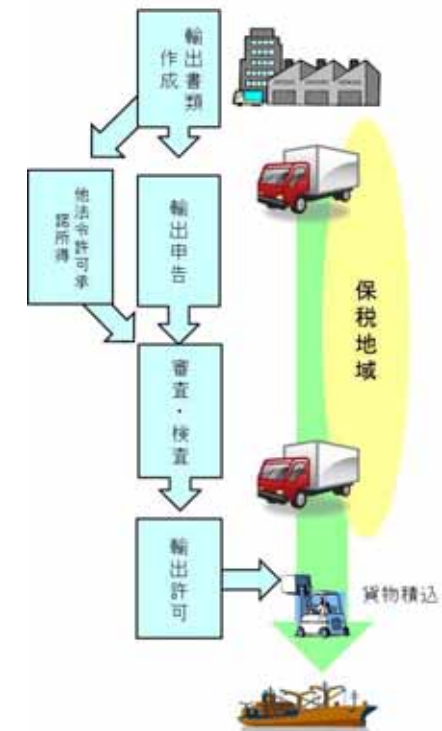 輸出書類
作成
他法令許可承
諾所得
輸出申告
保税地域
審査・検査
輸出許可
貨物積込